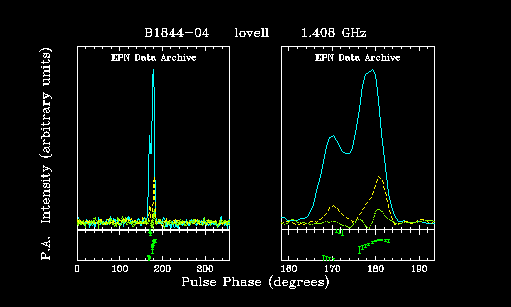 B1844-04 lovell 1.408 GHz
EPN Data Archive EPN Data Archive
P.A. Intensity (arbitrary units)
0 100 200 300 160 170 180 190
Pulse Phase (degrees)